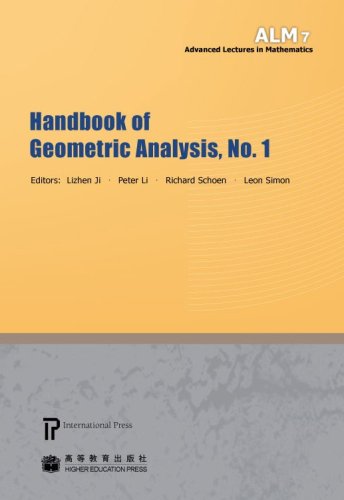 ALM 7
Advanced Lectures in Mathematics
Handbook of
Geometric Analysis, No. 1
Editors: Lizhen Ji · Peter Li · Richard Schoen · Leon Simon
International Press
高等教育出版社
HIGHER EDUCATION PRESS